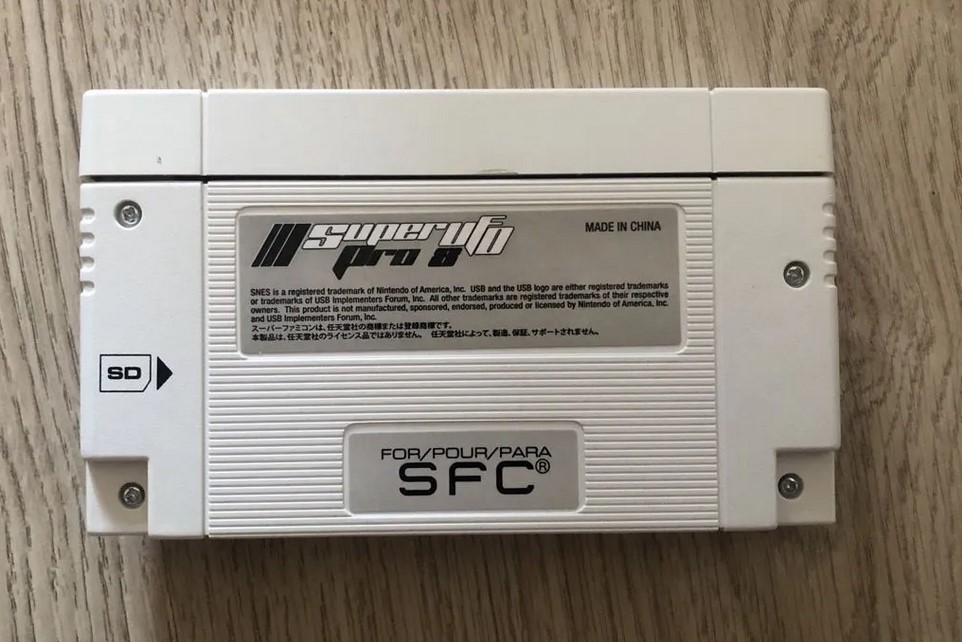 superUFO
pro 8
MADE IN CHINA
SNES is a registered trademark of Nintendo of America, Inc. USB and the USB logo are either registered trademarks
or trademarks of USB Implementers Forum, Inc. All other trademarks are registered trademarks of their respective
owners. This product is not manufactured, sponsored, endorsed, produced or licensed by Nintendo of America, Inc.
and USB Implementers Forum, Inc.
スーパーファミコンは、任天堂社の商標または登録商標です。
本製品は、任天堂社のライセンス品ではありません。 任天堂社によって、製造、保証、サポートされません。
SD
FOR/POUR/PARA
SFC®